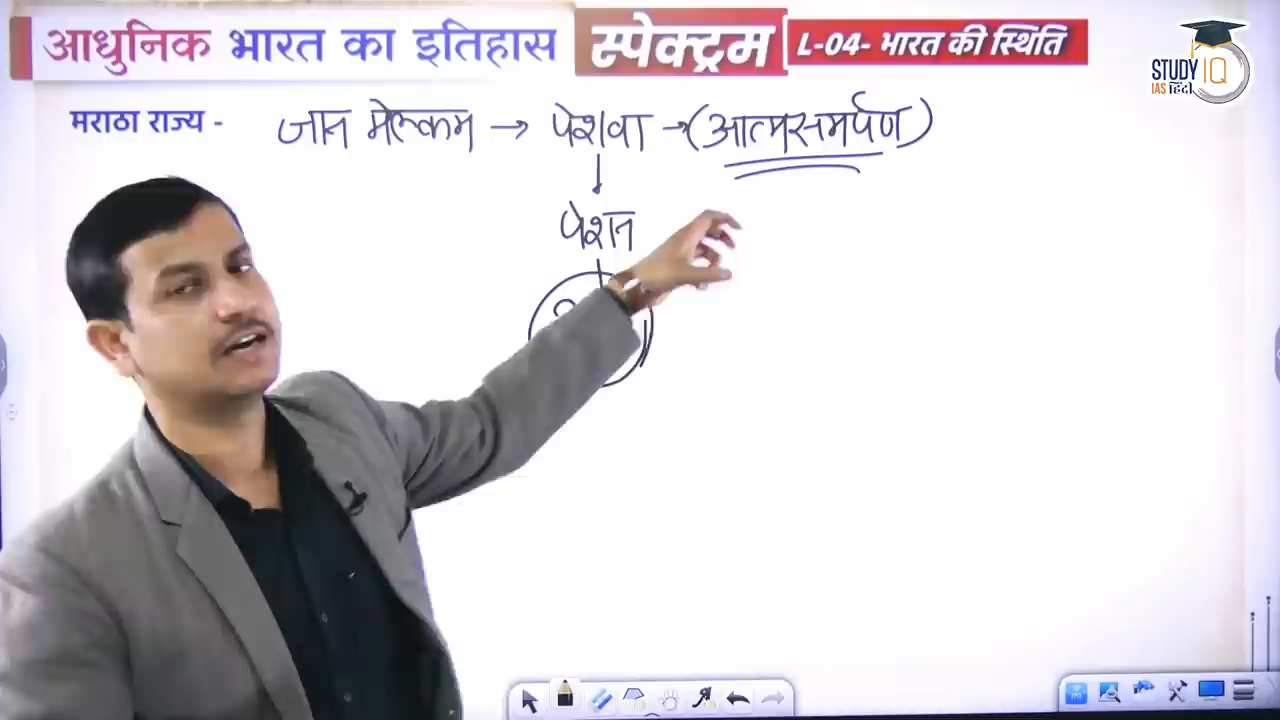 आधुनिक भारत का इतिहास स्पेक्ट्रम L-04- भारत की स्थिति
STUDY IQ
IAS हिंदी
मराठा राज्य - जान मेल्कम → पेशवा → (आत्मसमर्पण)
पेशन